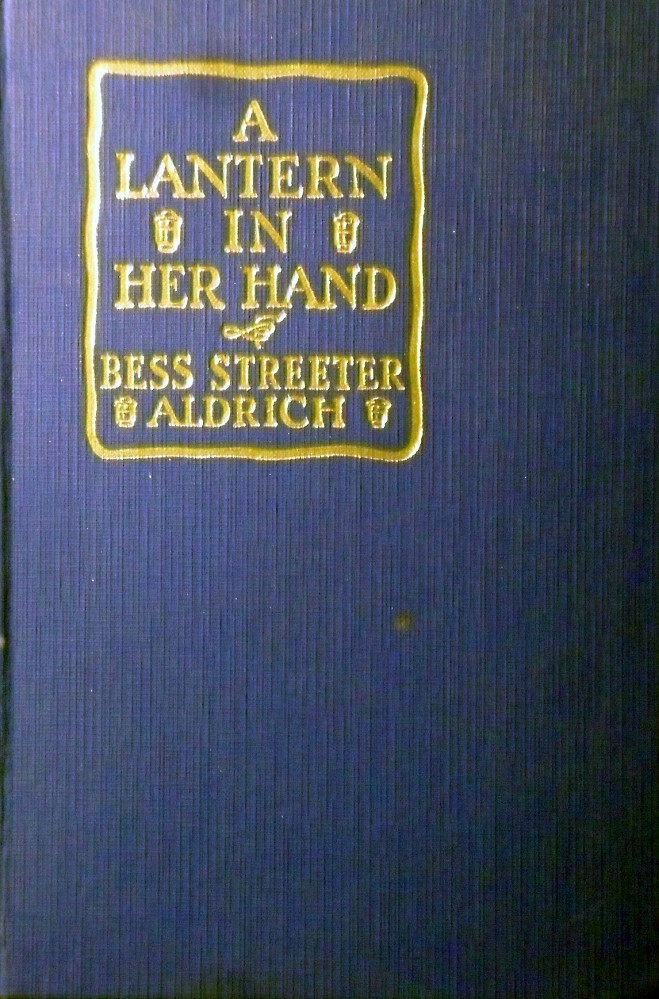 A
LANTERN
IN
HER HAND
BESS STREETER
ALDRICH